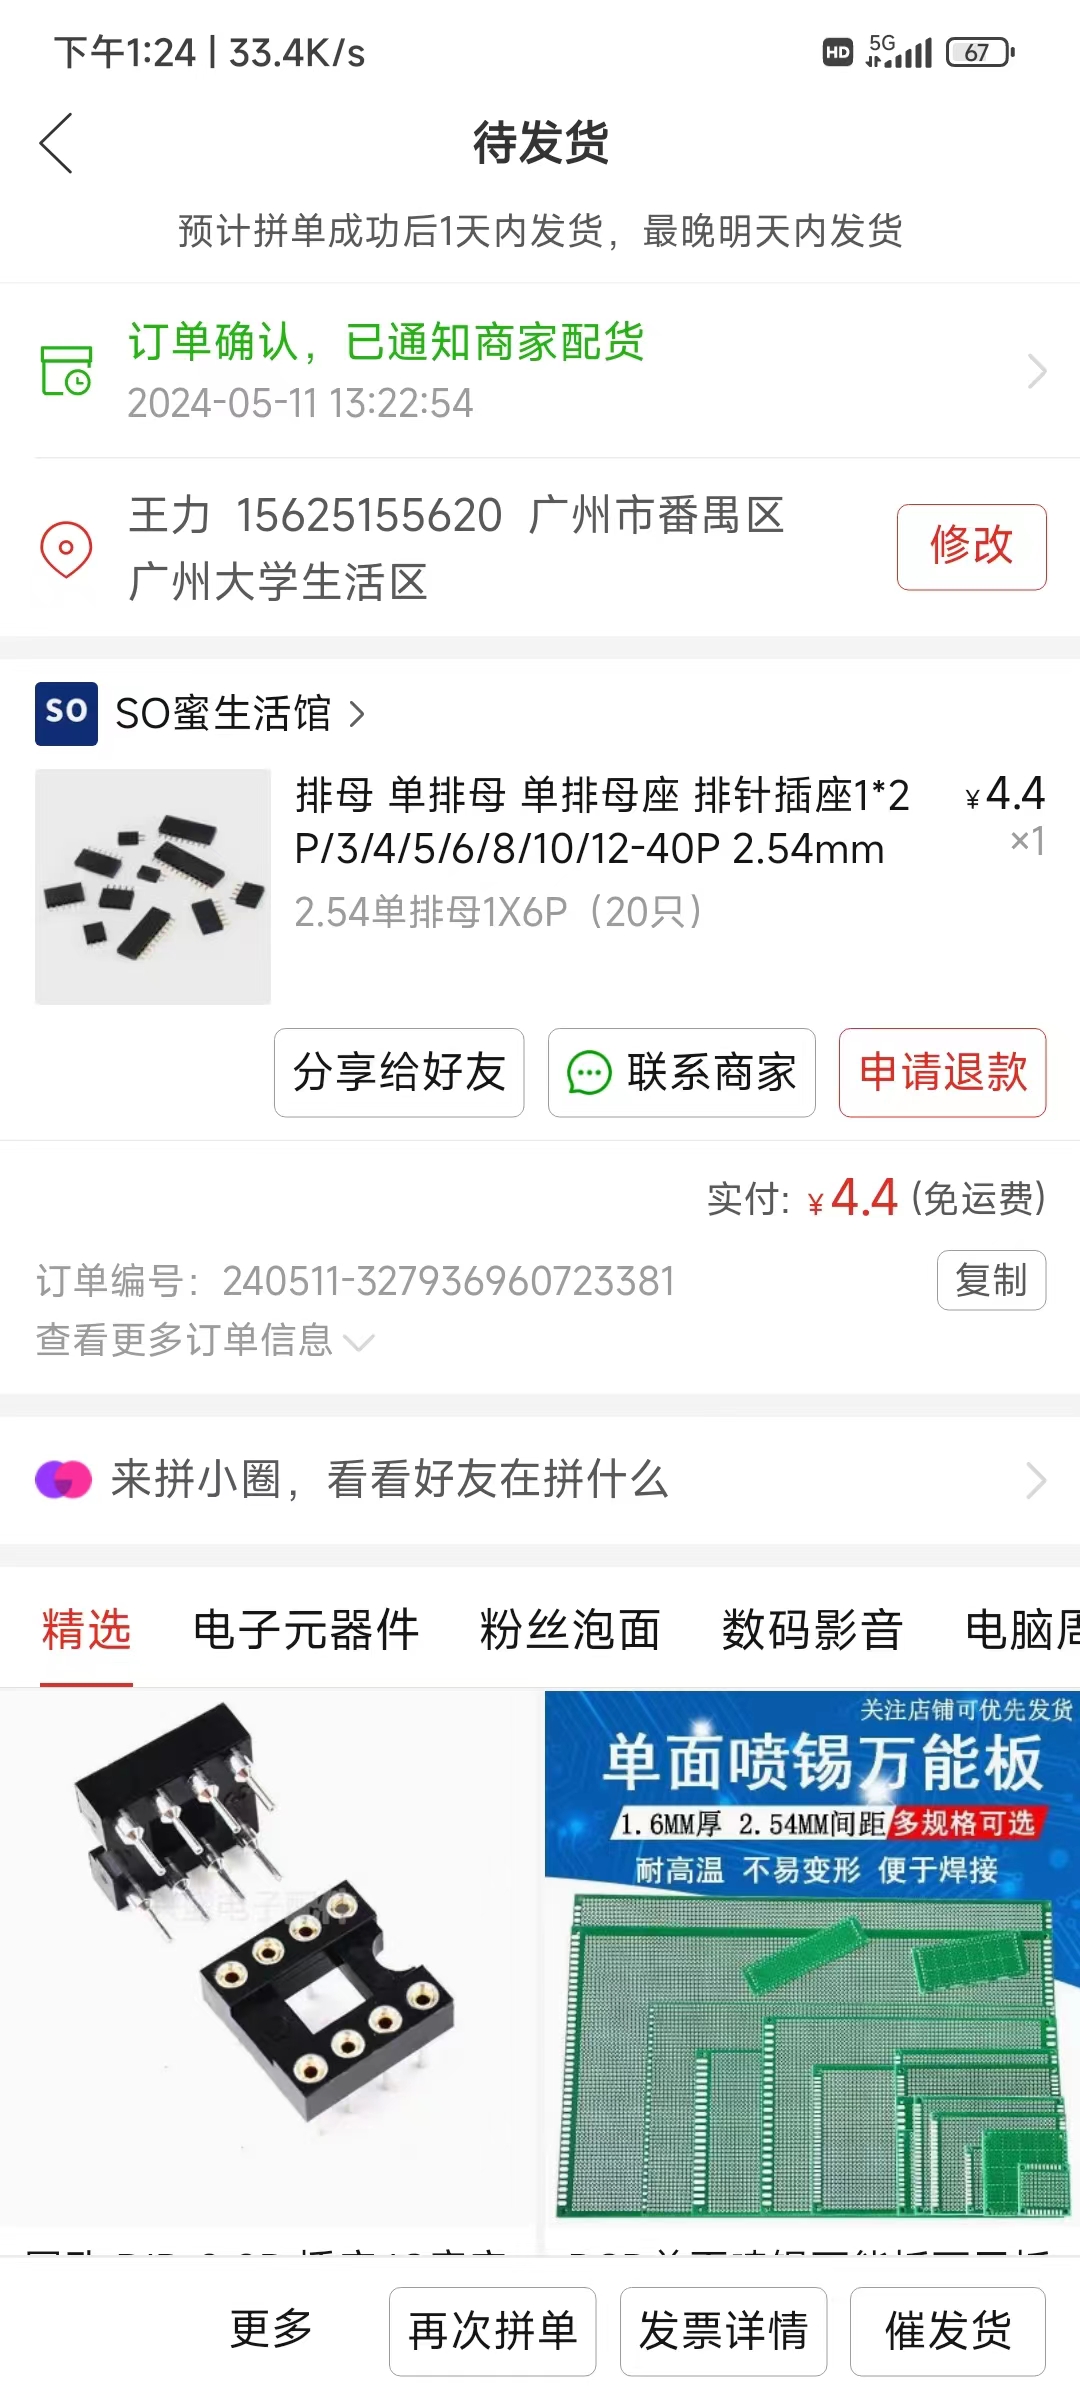 下午1:24 | 33.4K/s
HD 5G 67
待发货
预计拼单成功后1天内发货，最晚明天内发货
订单确认，已通知商家配货
2024-05-11 13:22:54
王力 15625155620 广州市番禺区
广州大学生活区
修改
SO SO蜜生活馆
排母 单排母 单排母座 排针插座1*2
P/3/4/5/6/8/10/12-40P 2.54mm
¥4.4
×1
2.54单排母1X6P（20只）
分享给好友
联系商家
申请退款
实付: ¥4.4 (免运费)
订单编号：240511-327936960723381
复制
查看更多订单信息
来拼小圈，看看好友在拼什么
精选 电子元器件 粉丝泡面 数码影音 电脑周
关注店铺可优先发货
单面喷锡万能板
1.6MM厚 2.54MM间距 多规格可选
耐高温 不易变形 便于焊接
更多
再次拼单
发票详情
催发货